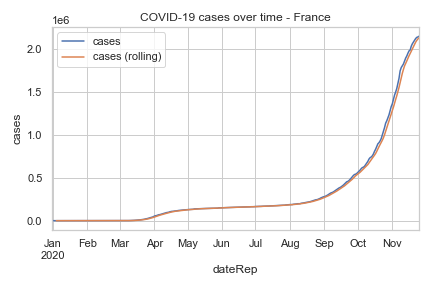 COVID-19 cases over time - France
1e6
cases
cases (rolling)
2.0
1.5
1.0
0.5
0.0
cases
Jan Feb Mar Apr May Jun Jul Aug Sep Oct Nov
2020
dateRep